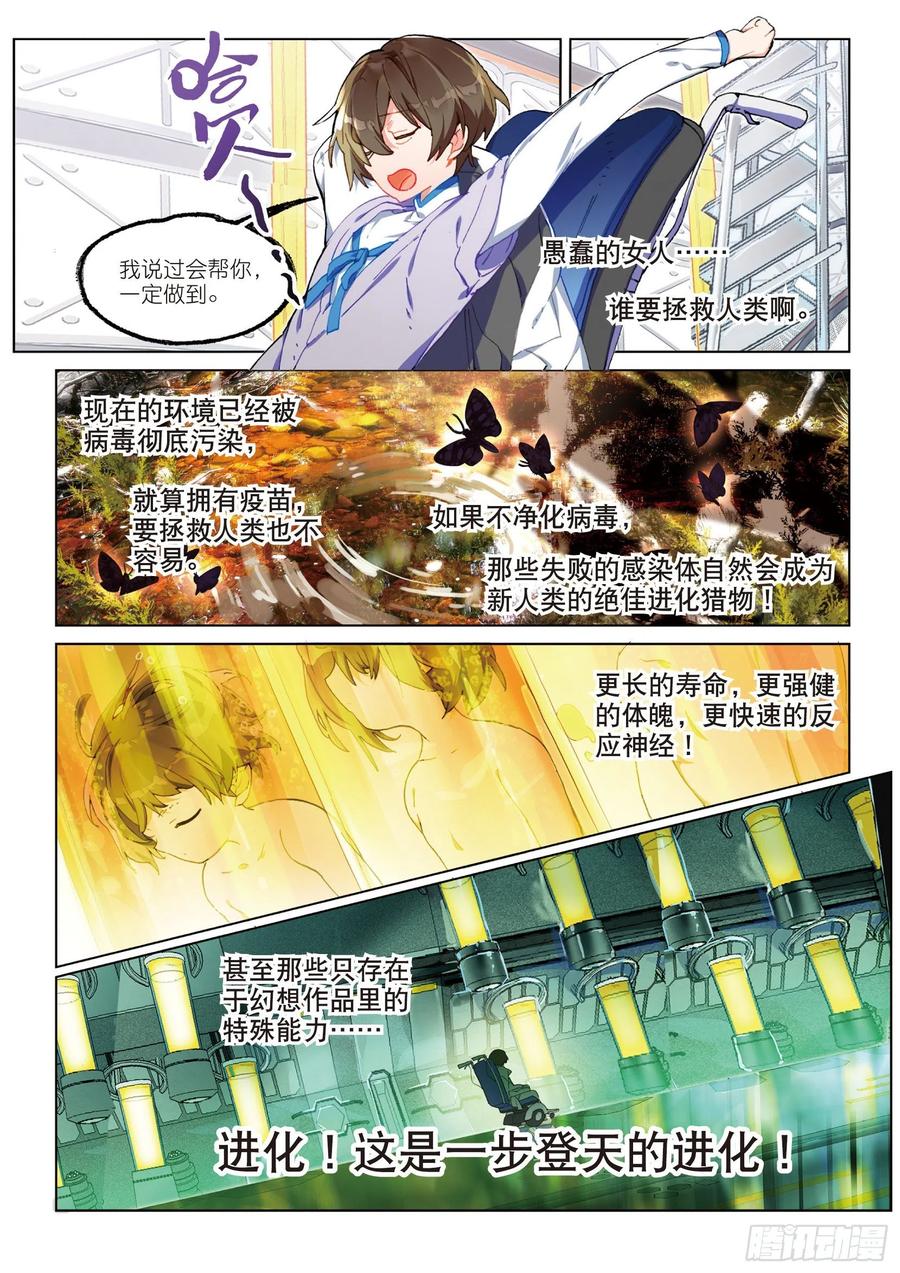 哈欠~
我说过会帮你，
一定做到。
愚蠢的女人……
谁要拯救人类啊。
现在的环境已经被
病毒彻底污染，
就算拥有疫苗，
要拯救人类也不
容易。
如果不净化病毒，
那些失败的感染体自然会成为
新人类的绝佳进化猎物！
更长的寿命，更强健
的体魄，更快速的反
应神经！
甚至那些只存在
于幻想作品里的
特殊能力……
进化！这是一步登天的进化！
腾讯动漫